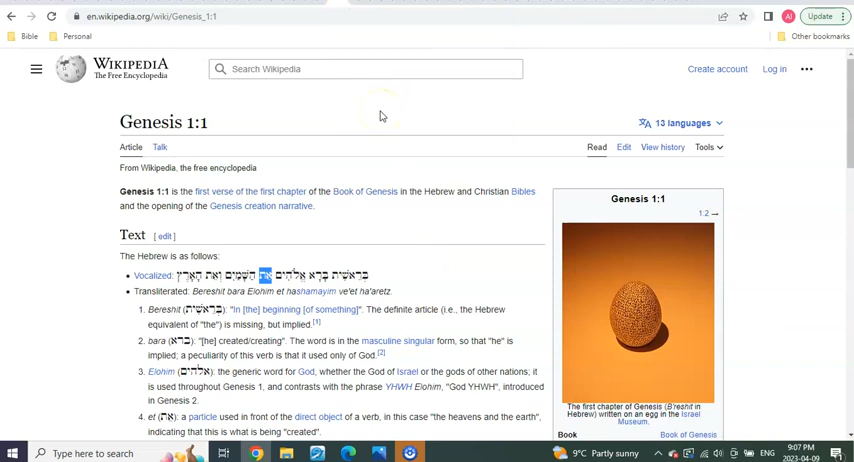 en.wikipedia.org/wiki/Genesis_1:1
AI
Update
Bible
Personal
Other bookmarks
WIKIPEDIA
The Free Encyclopedia
Search Wikipedia
Create account
Log in
Genesis 1:1
13 languages
Article
Talk
Read
Edit
View history
Tools
From Wikipedia, the free encyclopedia
Genesis 1:1 is the first verse of the first chapter of the Book of Genesis in the Hebrew and Christian Bibles
and the opening of the Genesis creation narrative.
Text [ edit ]
The Hebrew is as follows:
• Vocalized: בְּרֵאשִׁית בָּרָא אֱלֹהִים אֵת הַשָּׁמַיִם וְאֵת הָאָרֶץ
• Transliterated: Bereshit bara Elohim et hashamayim ve'et ha'aretz.
1. Bereshit (בְּרֵאשִׁית): "In [the] beginning [of something]". The definite article (i.e., the Hebrew
equivalent of "the") is missing, but implied.[1]
2. bara (ברא): "[he] created/creating". The word is in the masculine singular form, so that "he" is
implied; a peculiarity of this verb is that it used only of God.[2]
3. Elohim (אלהים): the generic word for God, whether the God of Israel or the gods of other nations; it
is used throughout Genesis 1, and contrasts with the phrase YHWH Elohim, "God YHWH", introduced
in Genesis 2.
4. et (אֵת): a particle used in front of the direct object of a verb, in this case "the heavens and the earth",
indicating that this is what is being "created".
Genesis 1:1
1:2 →
The first chapter of Genesis (B'reshit in
Hebrew) written on an egg in the Israel
Museum.
Book
Book of Genesis
Type here to search
9°C Partly sunny
ENG
9:07 PM
2023-04-09